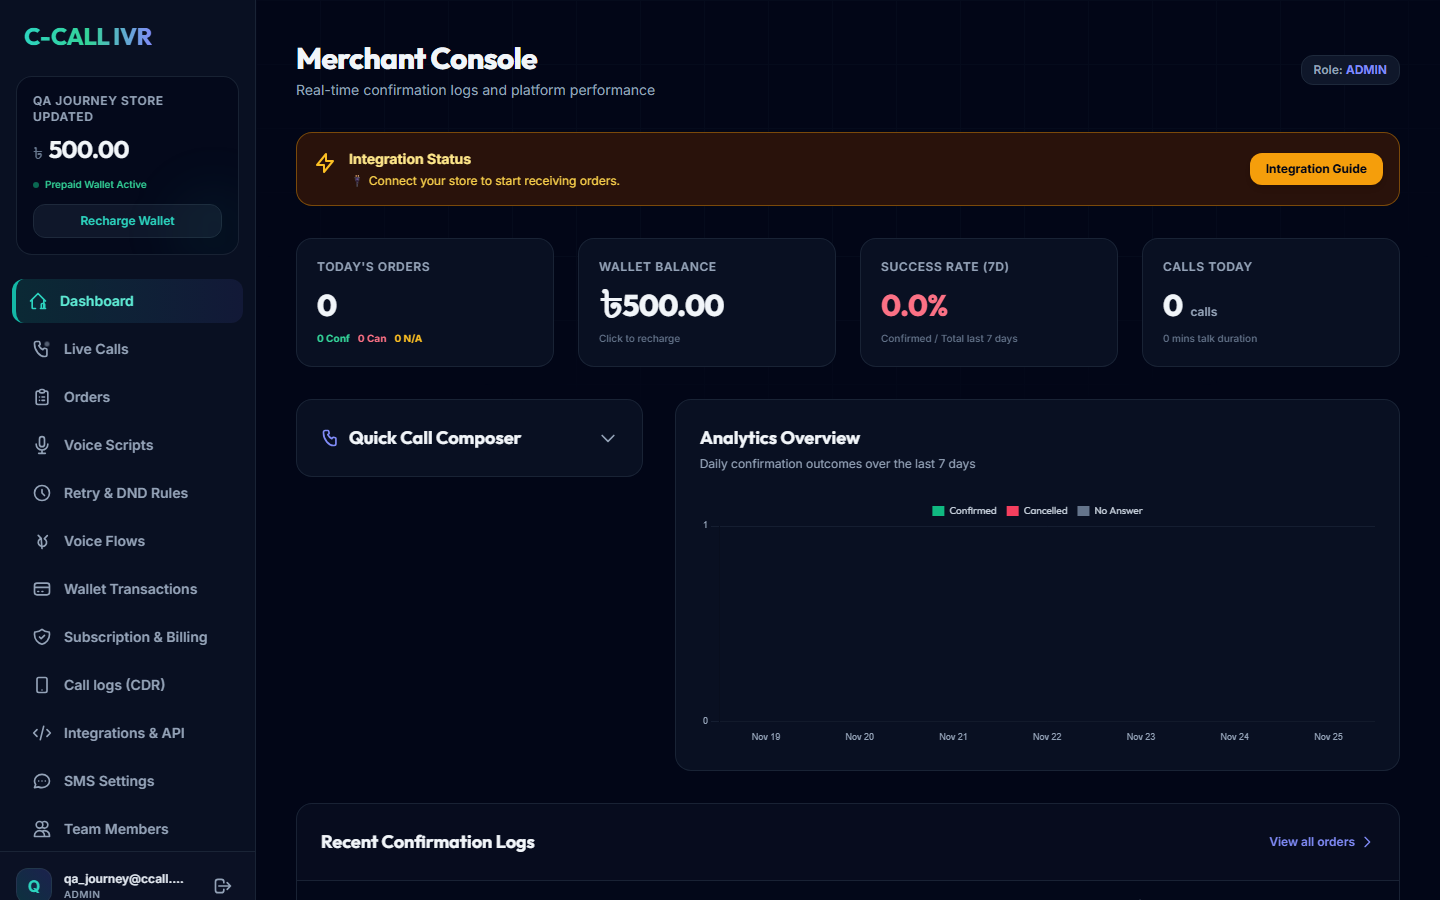 C-CALL IVR
QA JOURNEY STORE
UPDATED
৳ 500.00
Prepaid Wallet Active
Recharge Wallet
Dashboard
Live Calls
Orders
Voice Scripts
Retry & DND Rules
Voice Flows
Wallet Transactions
Subscription & Billing
Call logs (CDR)
Integrations & API
SMS Settings
Team Members
Q
qa_journey@ccall....
ADMIN
Merchant Console
Real-time confirmation logs and platform performance
Role: ADMIN
Integration Status
Connect your store to start receiving orders.
Integration Guide
TODAY'S ORDERS
0
0 Conf 0 Can 0 N/A
WALLET BALANCE
৳500.00
Click to recharge
SUCCESS RATE (7D)
0.0%
Confirmed / Total last 7 days
CALLS TODAY
0 calls
0 mins talk duration
Quick Call Composer
Analytics Overview
Daily confirmation outcomes over the last 7 days
Confirmed Cancelled No Answer
1
0
Nov 19 Nov 20 Nov 21 Nov 22 Nov 23 Nov 24 Nov 25
Recent Confirmation Logs
View all orders